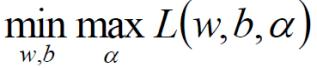 min max L(w, b, α)
w,b α